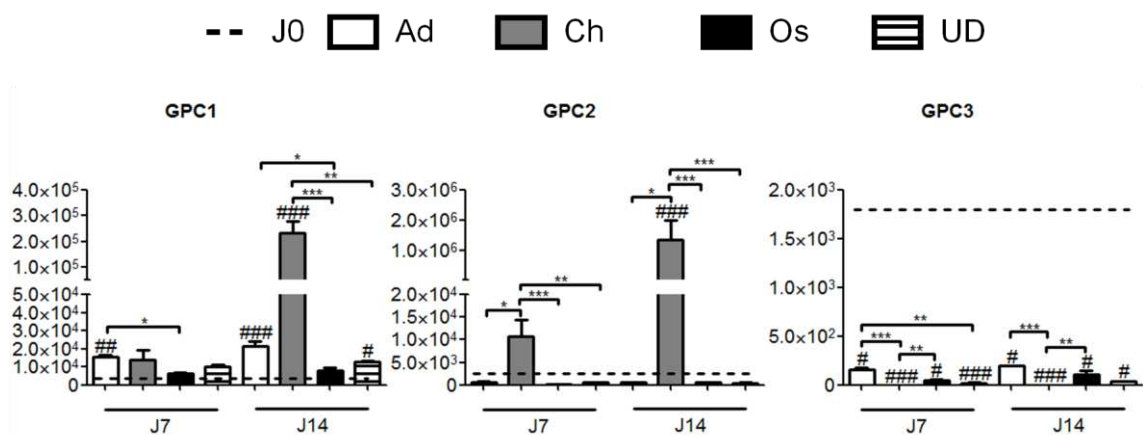 J0 Ad Ch Os UD
GPC1 GPC2 GPC3
4.0×10⁵
3.0×10⁵
2.0×10⁵
1.0×10⁵
5.0×10⁴
4.0×10⁴
3.0×10⁴
2.0×10⁴
1.0×10⁴
0
* ## * ** *** ### ### #
J7 J14
3.0×10⁶
2.0×10⁶
1.0×10⁶
2.0×10⁴
1.5×10⁴
1.0×10⁴
5.0×10³
0
* *** ** *** *** * ###
J7 J14
2.0×10³
1.5×10³
1.0×10³
5.0×10²
0
** *** ** # ### # ### *** ** # ### # #
J7 J14